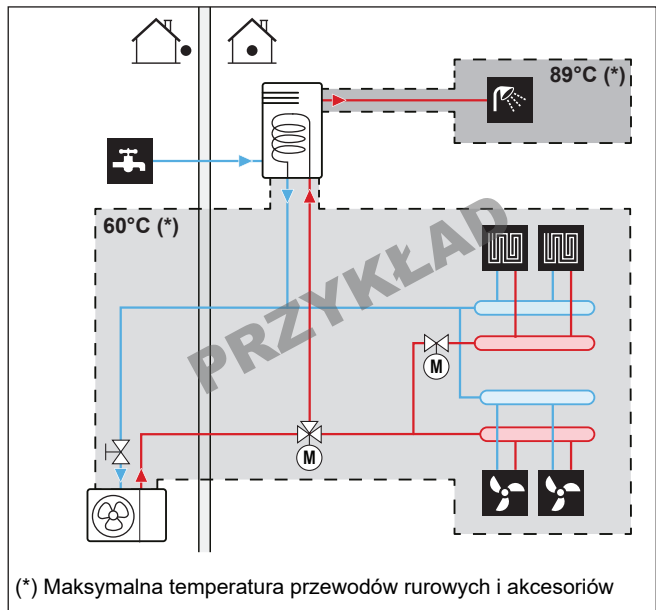 89°C (*)
60°C (*)
PRZYKŁAD
M
M
(*) Maksymalna temperatura przewodów rurowych i akcesoriów